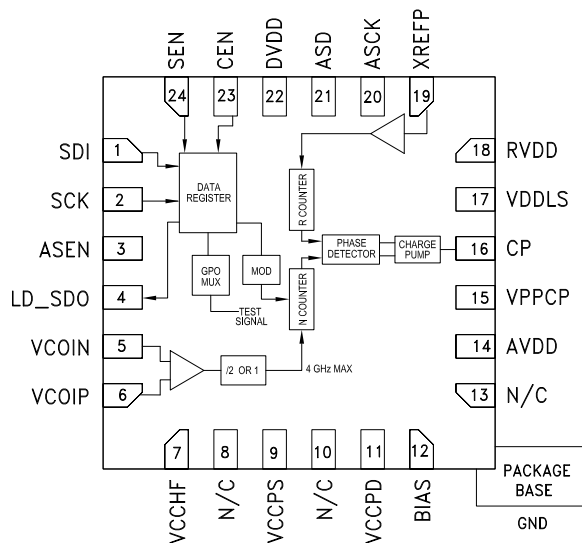 SEN
CEN
DVDD
ASD
ASCK
XREFP
24
23
22
21
20
19
SDI
1
SCK
2
ASEN
3
LD_SDO
4
VCOIN
5
VCOIP
6
18
RVDD
17
VDDLS
16
CP
15
VPPCP
14
AVDD
13
N/C
DATA
REGISTER
R COUNTER
PHASE
DETECTOR
CHARGE
PUMP
GPO
MUX
MOD
N COUNTER
TEST
SIGNAL
/2 OR 1
4 GHz MAX
7
8
9
10
11
12
VCCHF
N/C
VCCPS
N/C
VCCPD
BIAS
PACKAGE
BASE
GND